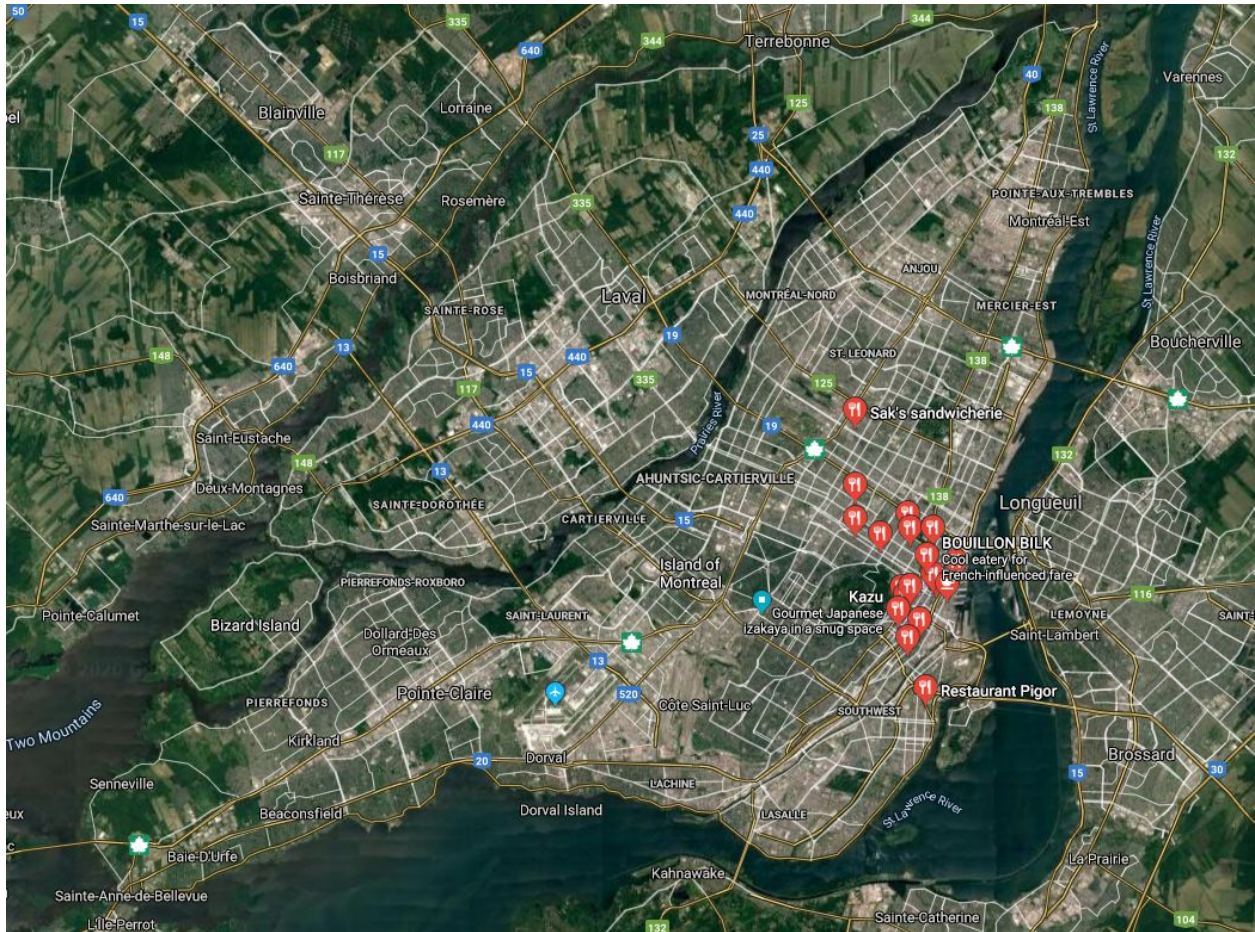 50
15
335
344
344
640
Terrebonne
St Lawrence River
40
Varennes
Lorraine
125
138
Blainville
25
132
117
440
Sainte-Thérèse
Rosemère
335
440
POINTE-AUX-TREMBLES
Montréal-Est
15
St Lawrence River
Boisbriand
ANJOU
Laval
MONTRÉAL-NORD
SAINTE-ROSE
MERCIER-EST
13
19
148
440
ST. LEONARD
138
Boucherville
640
15
335
125
117
Prairies River
Sak's sandwicherie
440
19
Saint-Eustache
148
13
132
AHUNTSIC-CARTIERVILLE
Deux-Montagnes
640
138
SAINTE-DOROTHÉE
Longueuil
Sainte-Marthe-sur-le-Lac
CARTIERVILLE
15
BOUILLON BILK
Cool eatery for
French-influenced fare
Island of
Montreal
PIERREFONDS-ROXBORO
Kazu
Gourmet Japanese
izakaya in a snug space
116
Pointe-Calumet
SAINT-LAURENT
LEMOYNE
SAINT-
Bizard Island
Dollard-Des
Ormeaux
Saint-Lambert
13
520
Pointe-Claire
Restaurant Pigor
Côte Saint-Luc
PIERREFONDS
SOUTHWEST
Two Mountains
Kirkland
Dorval
20
Brossard
15
30
Senneville
LACHINE
Beaconsfield
Dorval Island
LASALLE
St Lawrence River
Baie-D'Urfe
La Prairie
Kahnawake
Sainte-Anne-de-Bellevue
L'Île-Perrot
132
Sainte-Catherine
104